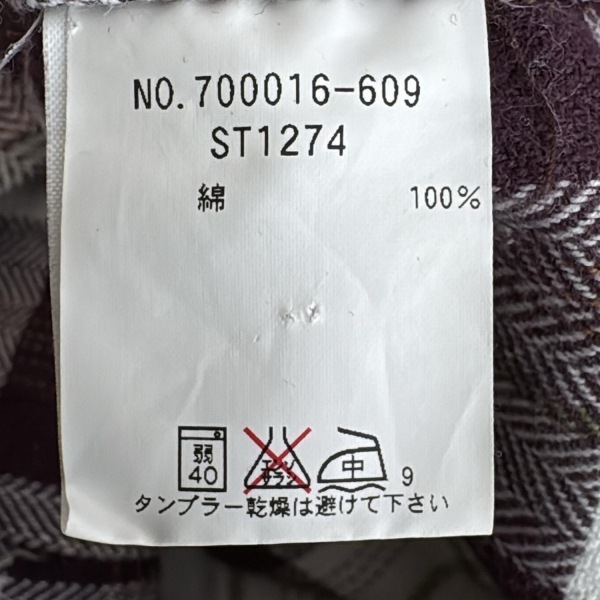 NO.700016-609
ST1274
綿 100%
弱
40
エンソ
サラシ
中
9
タンブラー乾燥は避けて下さい